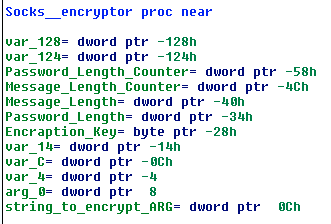 Socks__encryptor proc near
var_128= dword ptr -128h
var_124= dword ptr -124h
Password_Length_Counter= dword ptr -58h
Message_Length_Counter= dword ptr -4Ch
Message_Length= dword ptr -40h
Password_Length= dword ptr -34h
Encraption_Key= byte ptr -28h
var_14= dword ptr -14h
var_C= dword ptr -0Ch
var_4= dword ptr -4
arg_0= dword ptr  8
string_to_encrypt_ARG= dword ptr  0Ch